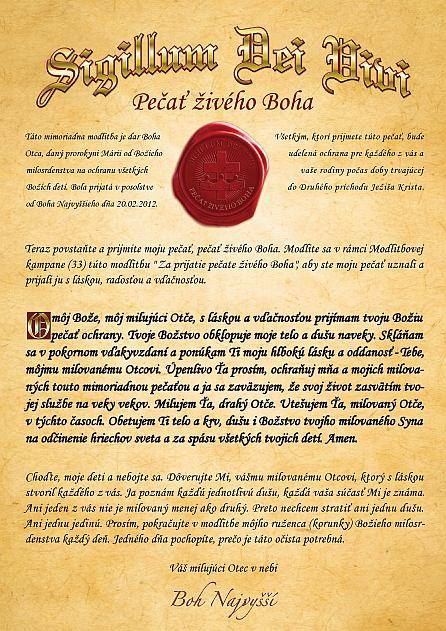 Sigillum Dei Vivi
Pečať živého Boha
Táto mimoriadna modlitba je dar Boha
Otca, daný prorokyni Márii od Božieho
milosrdenstva na ochranu všetkých
Božích detí. Bola prijatá v posolstve
od Boha Najvyššieho dňa 20.02.2012.
PEČAŤ ŽIVÉHO BOHA
Všetkým, ktorí prijmete túto pečať, bude
udelená ochrana pre každého z vás a
vaše rodiny počas doby trvajúcej
do Druhého príchodu Ježiša Krista.
Teraz povstaňte a prijmite moju pečať, pečať živého Boha. Modlite sa v rámci Modlitbovej
kampane (33) túto modlitbu "Za prijatie pečate živého Boha", aby ste moju pečať uznali a
prijali ju s láskou, radosťou a vďačnosťou.
O môj Bože, môj milujúci Otče, s láskou a vďačnosťou prijímam tvoju Božiu
pečať ochrany. Tvoje Božstvo obklopuje moje telo a dušu naveky. Skláňam
sa v pokornom vďakyvzdaní a ponúkam Ti moju hlbokú lásku a oddanosť -Tebe,
môjmu milovanému Otcovi. Úpenlivo Ťa prosím, ochraňuj mňa a mojich milova-
ných touto mimoriadnou pečaťou a ja sa zaväzujem, že svoj život zasvätím tvo-
jej službe na veky vekov. Milujem Ťa, drahý Otče. Utešujem Ťa, milovaný Otče,
v týchto časoch. Obetujem Ti telo a krv, dušu i Božstvo tvojho milovaného Syna
na odčinenie hriechov sveta a za spásu všetkých tvojich detí. Amen.
Choďte, moje deti a nebojte sa. Dôverujte Mi, vášmu milovanému Otcovi, ktorý s láskou
stvoril každého z vás. Ja poznám každú jednotlivú dušu, každá vaša súčasť Mi je známa.
Ani jeden z vás nie je milovaný menej ako druhý. Preto nechcem stratiť ani jednu dušu.
Ani jednu jedinú. Prosím, pokračujte v modlitbe môjho ruženca (korunky) Božieho milosr-
denstva každý deň. Jedného dňa pochopíte, prečo je táto očista potrebná.
Váš milujúci Otec v nebi
Boh Najvyšší